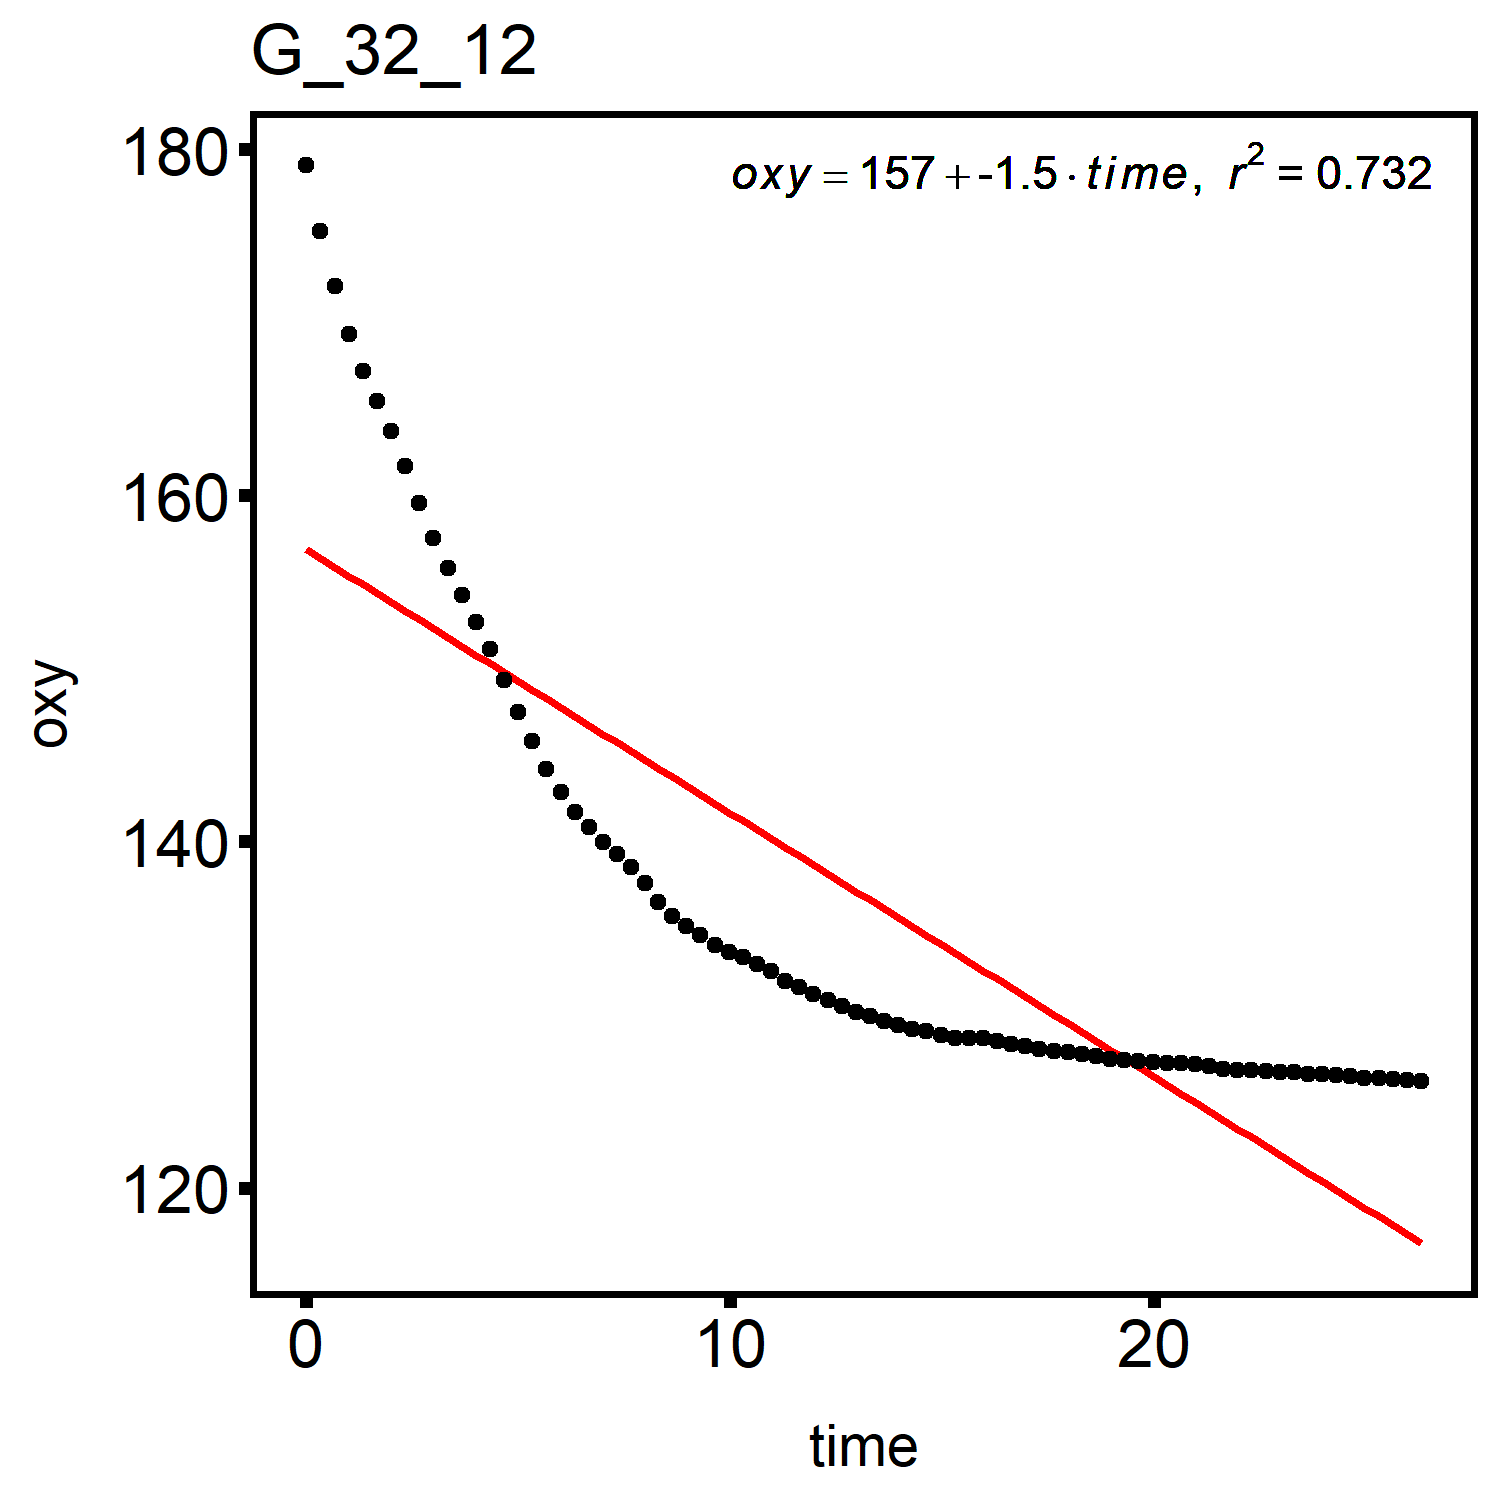 G_32_12
oxy = 157 + -1.5 · time, r² = 0.732
180
160
140
120
oxy
0 10 20
time